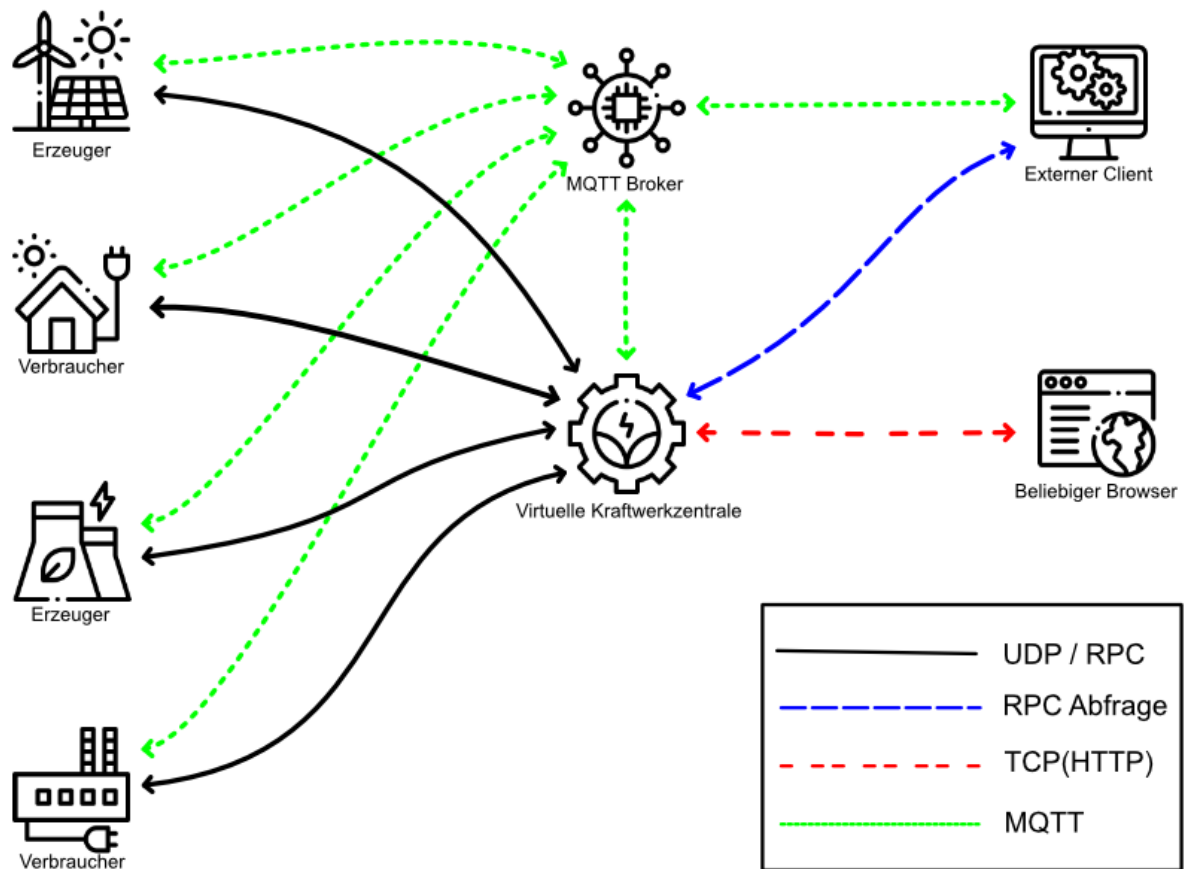 Erzeuger
MQTT Broker
Externer Client
Verbraucher
Virtuelle Kraftwerkzentrale
Beliebiger Browser
Erzeuger
Verbraucher
UDP / RPC
RPC Abfrage
TCP(HTTP)
MQTT